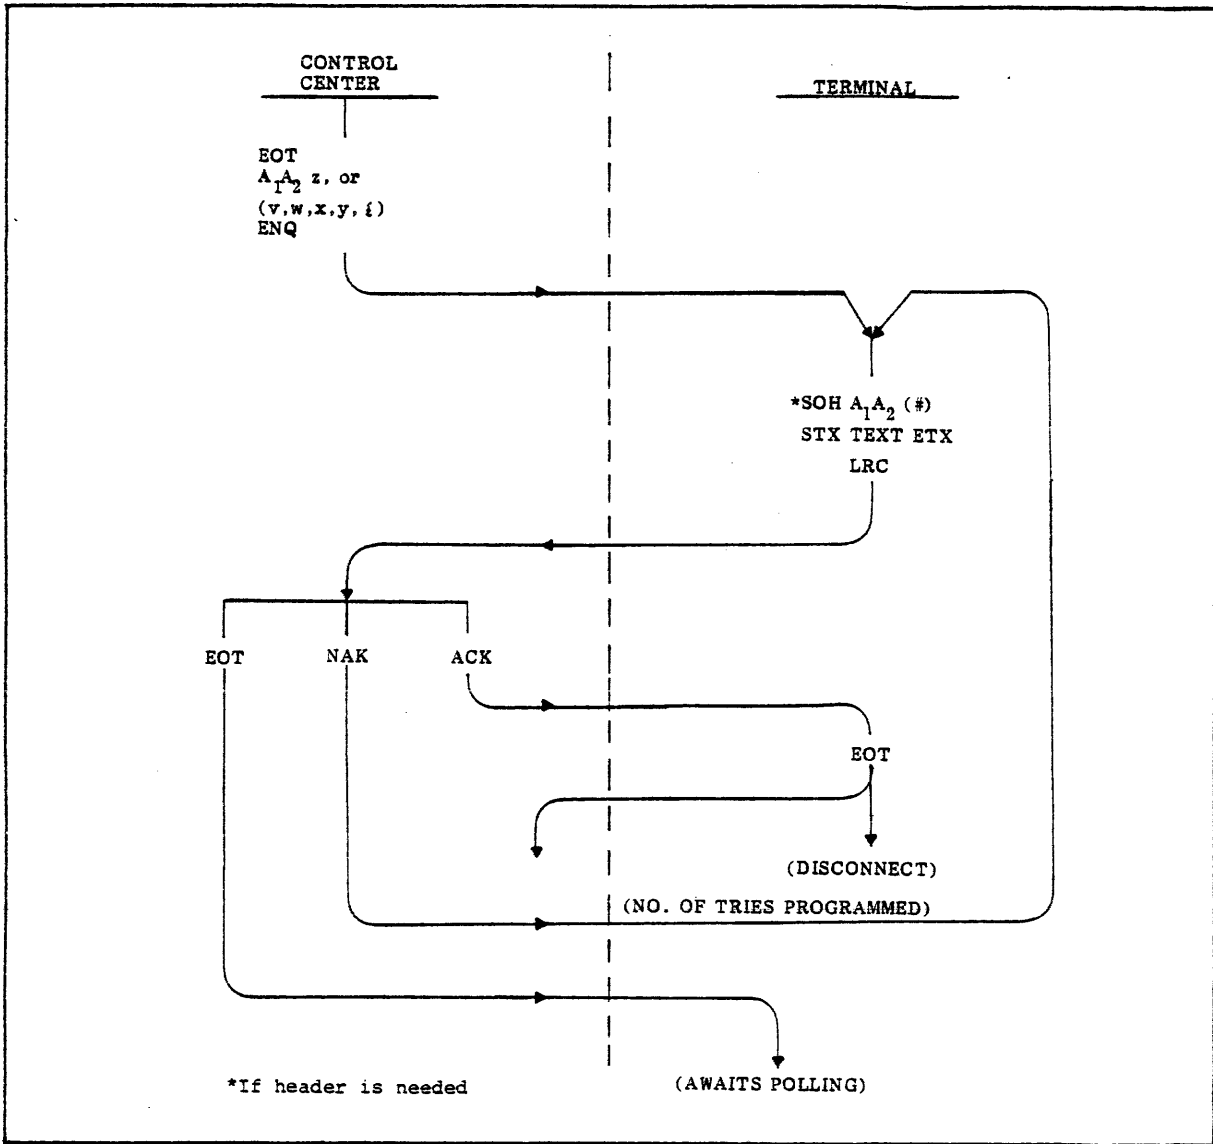 CONTROL
CENTER
TERMINAL
EOT
A1A2 z, or
(v,w,x,y,{)
ENQ
*SOH A1A2 (#)
STX TEXT ETX
LRC
EOT NAK ACK
EOT
(DISCONNECT)
(NO. OF TRIES PROGRAMMED)
*If header is needed
(AWAITS POLLING)